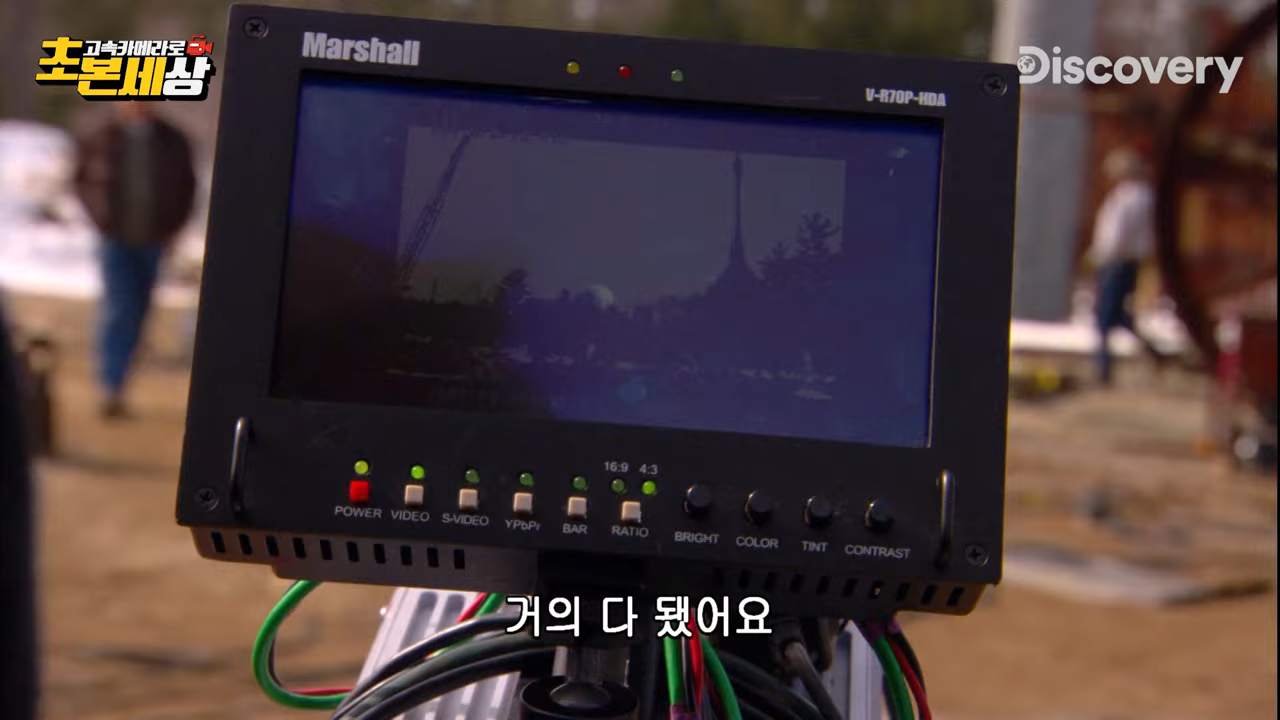 고속카메라로
초본세상
Discovery
Marshall
V-R70P-HDA
16:9 4:3
POWER VIDEO S-VIDEO YPbPr BAR RATIO BRIGHT COLOR TINT CONTRAST
거의 다 됐어요